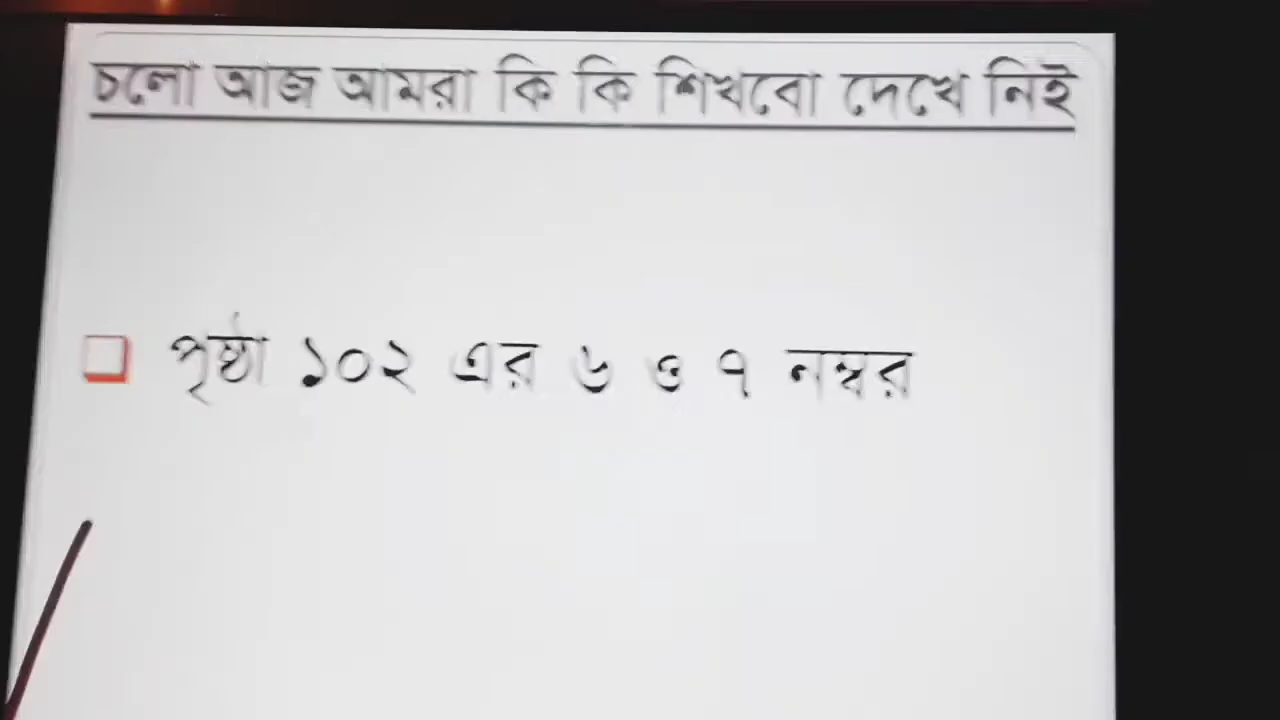 চলো আজ আমরা কি কি শিখবো দেখে নিই
পৃষ্ঠা ১০২ এর ৬ ও ৭ নম্বর